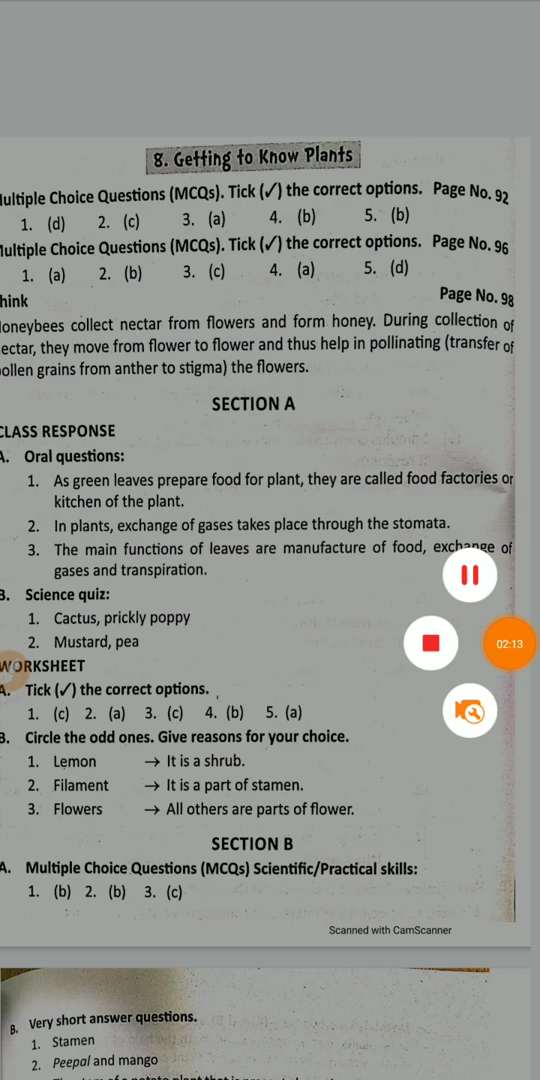 8. Getting to Know Plants
ultiple Choice Questions (MCQs). Tick (✓) the correct options. Page No. 92
1. (d) 2. (c) 3. (a) 4. (b) 5. (b)
ultiple Choice Questions (MCQs). Tick (✓) the correct options. Page No. 96
1. (a) 2. (b) 3. (c) 4. (a) 5. (d)
hink Page No. 98
oneybees collect nectar from flowers and form honey. During collection of
ectar, they move from flower to flower and thus help in pollinating (transfer of
ollen grains from anther to stigma) the flowers.
SECTION A
CLASS RESPONSE
A. Oral questions:
1. As green leaves prepare food for plant, they are called food factories or
kitchen of the plant.
2. In plants, exchange of gases takes place through the stomata.
3. The main functions of leaves are manufacture of food, exchange of
gases and transpiration.
B. Science quiz:
1. Cactus, prickly poppy
2. Mustard, pea
02:13
WORKSHEET
A. Tick (✓) the correct options.
1. (c) 2. (a) 3. (c) 4. (b) 5. (a)
B. Circle the odd ones. Give reasons for your choice.
1. Lemon → It is a shrub.
2. Filament → It is a part of stamen.
3. Flowers → All others are parts of flower.
SECTION B
A. Multiple Choice Questions (MCQs) Scientific/Practical skills:
1. (b) 2. (b) 3. (c)
Scanned with CamScanner
B. Very short answer questions.
1. Stamen
2. Peepal and mango